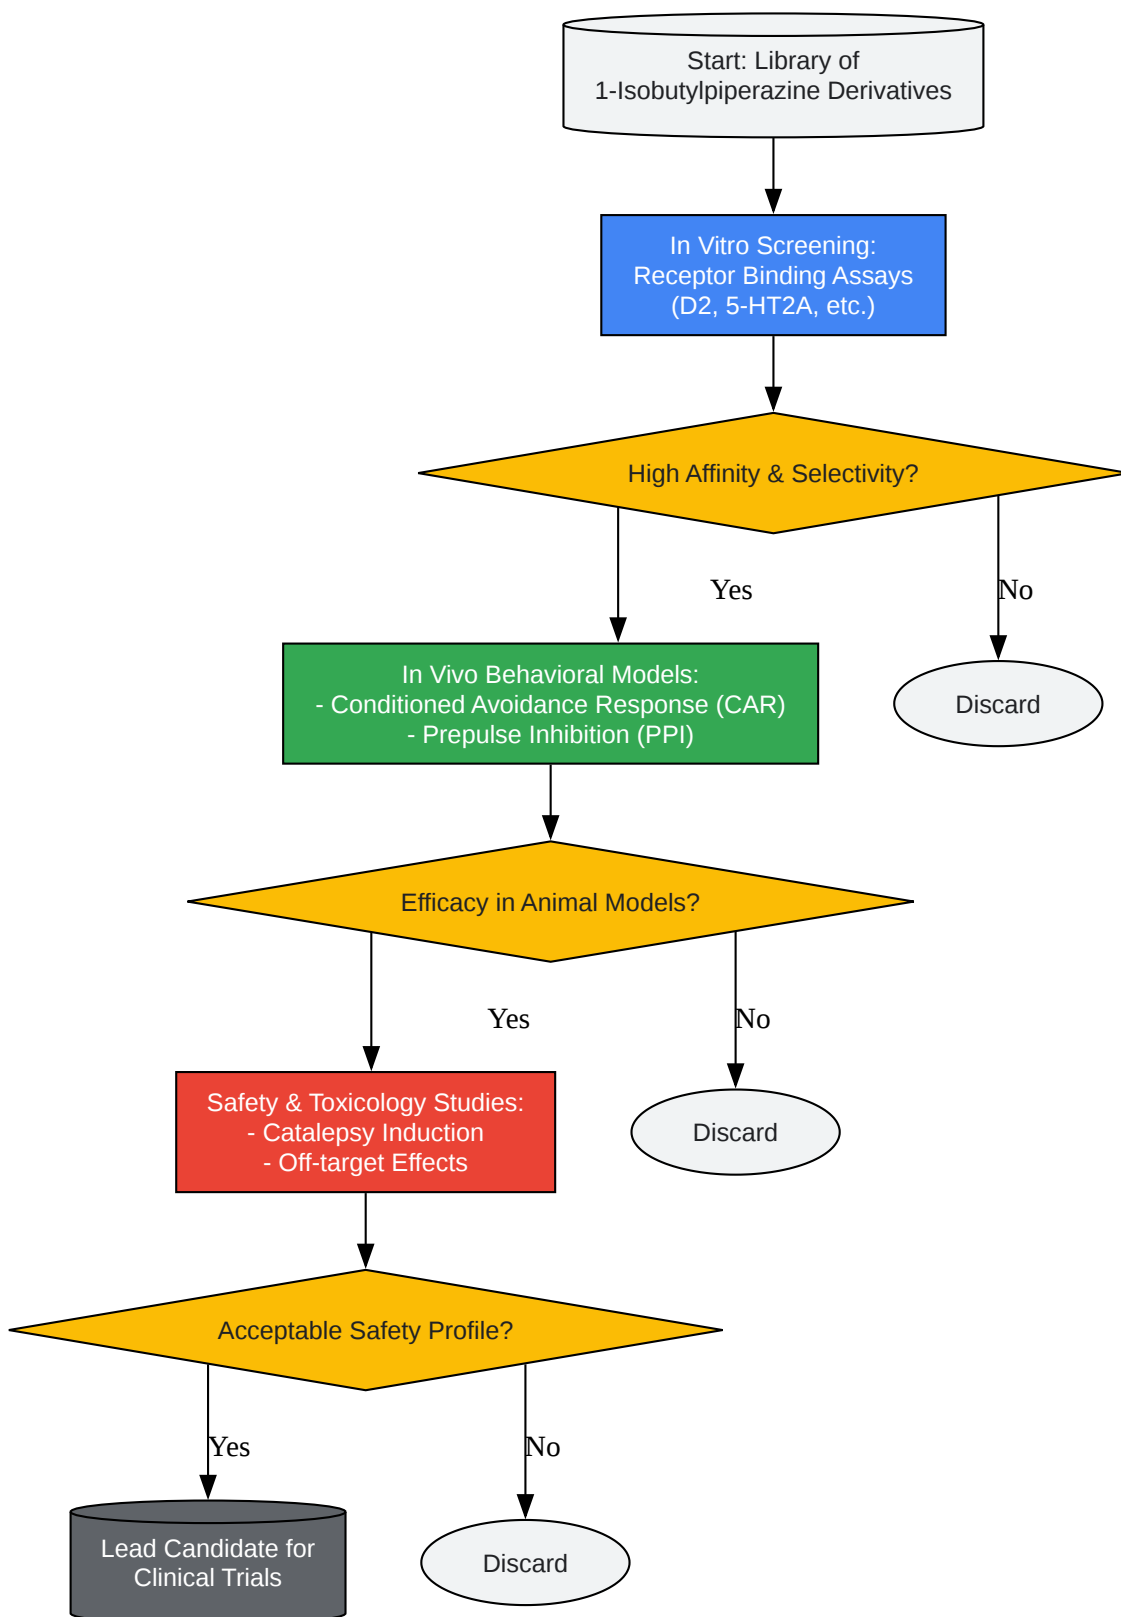 Start: Library of
1-Isobutylpiperazine Derivatives
In Vitro Screening:
Receptor Binding Assays
(D2, 5-HT2A, etc.)
High Affinity & Selectivity?
Yes
No
In Vivo Behavioral Models:
- Conditioned Avoidance Response (CAR)
- Prepulse Inhibition (PPI)
Discard
Efficacy in Animal Models?
Yes
No
Safety & Toxicology Studies:
- Catalepsy Induction
- Off-target Effects
Discard
Acceptable Safety Profile?
Yes
No
Lead Candidate for
Clinical Trials
Discard